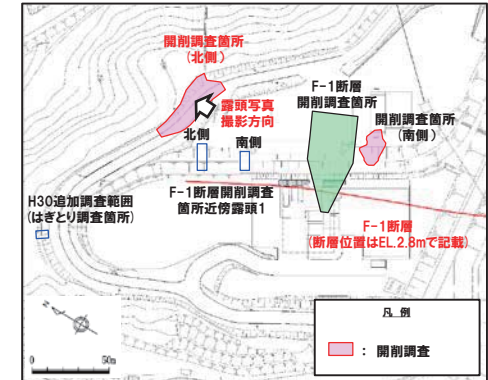 開削調査箇所
(北側)
F-1断層
開削調査箇所
露頭写真
撮影方向
開削調査箇所
(南側)
北側
南側
F-1断層開削調査
箇所近傍露頭1
H30追加調査範囲
(はぎとり調査箇所)
F-1断層
(断層位置はEL.2.8mで記載)
N
0
50m
凡 例
: 開削調査